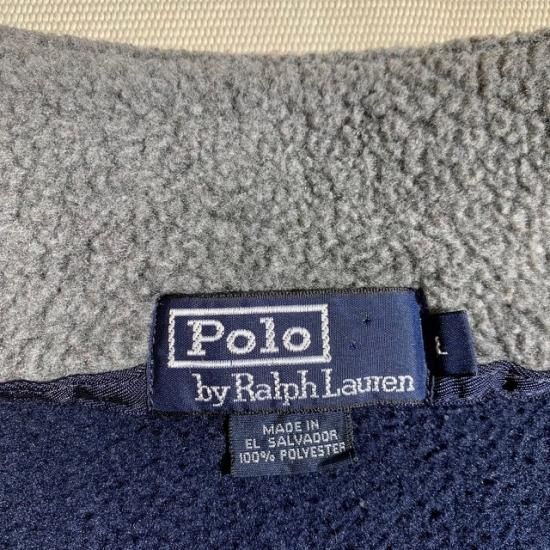 Polo
by Ralph Lauren
L
MADE IN
EL SALVADOR
100% POLYESTER